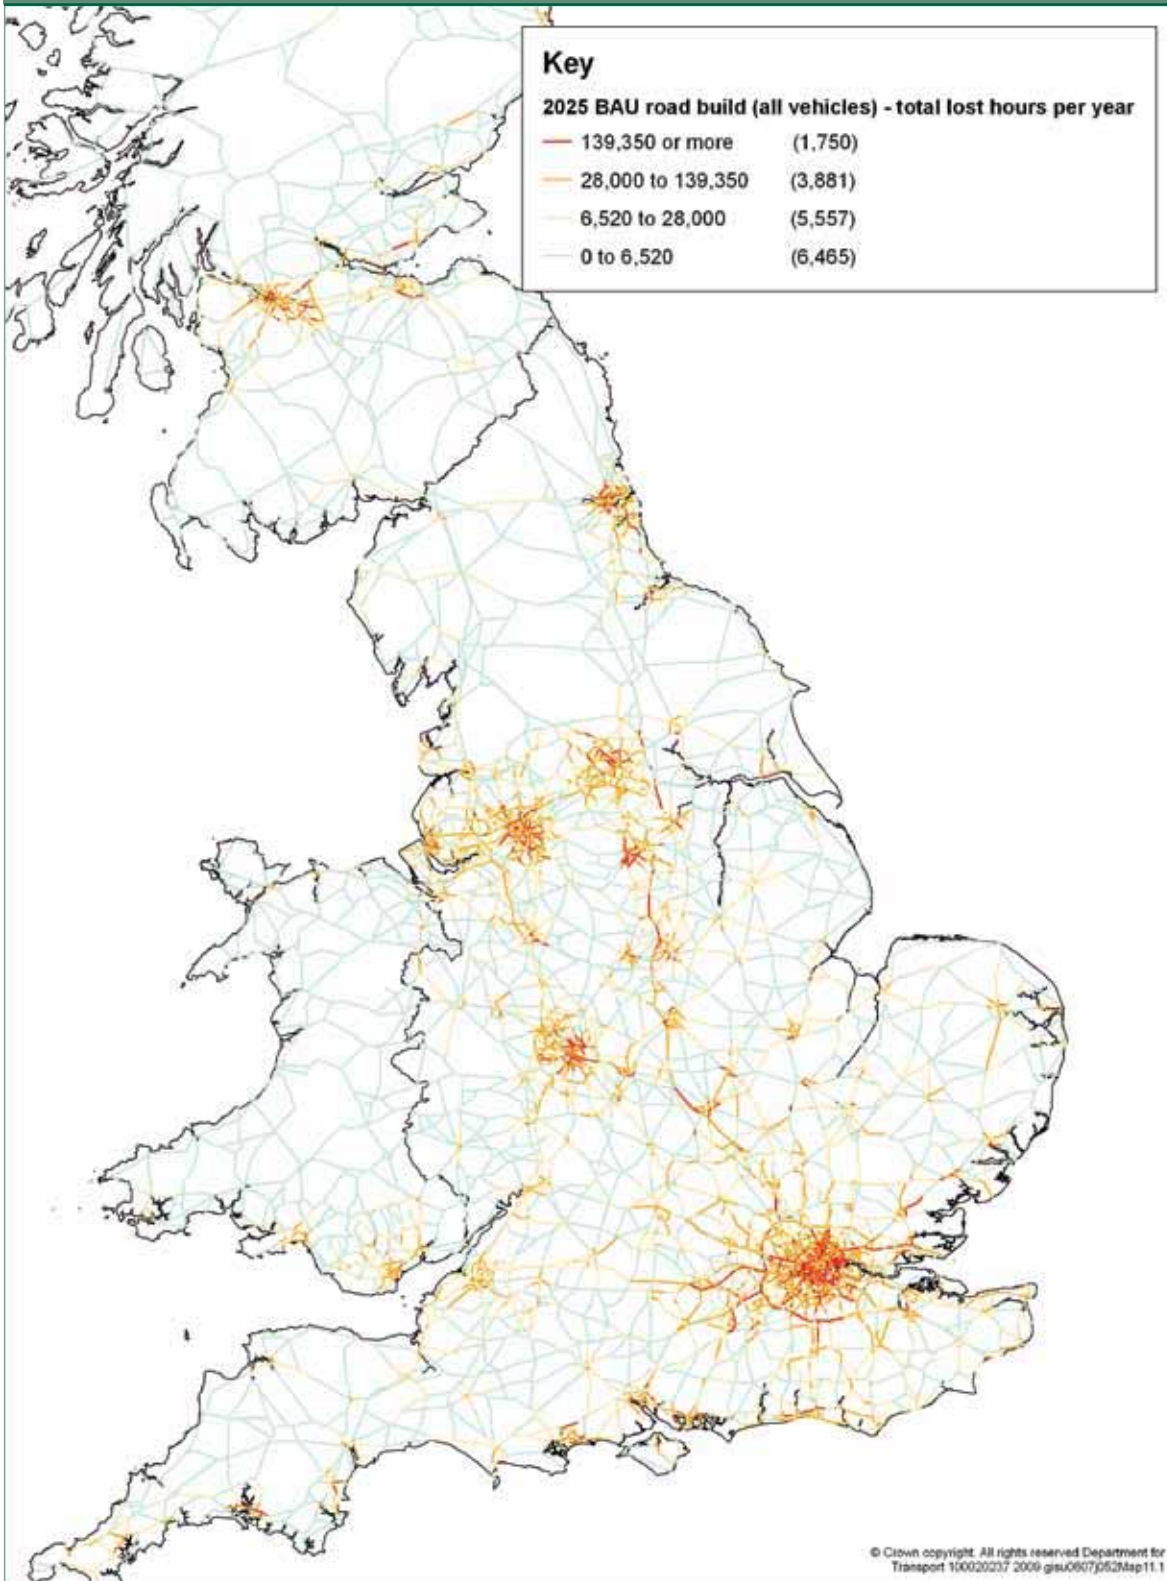 Key
2025 BAU road build (all vehicles) - total lost hours per year
139,350 or more (1,750)
28,000 to 139,350 (3,881)
6,520 to 28,000 (5,557)
0 to 6,520 (6,465)
© Crown copyright. All rights reserved Department for
Transport 100020237 2009 gisu0607j052Map11.1